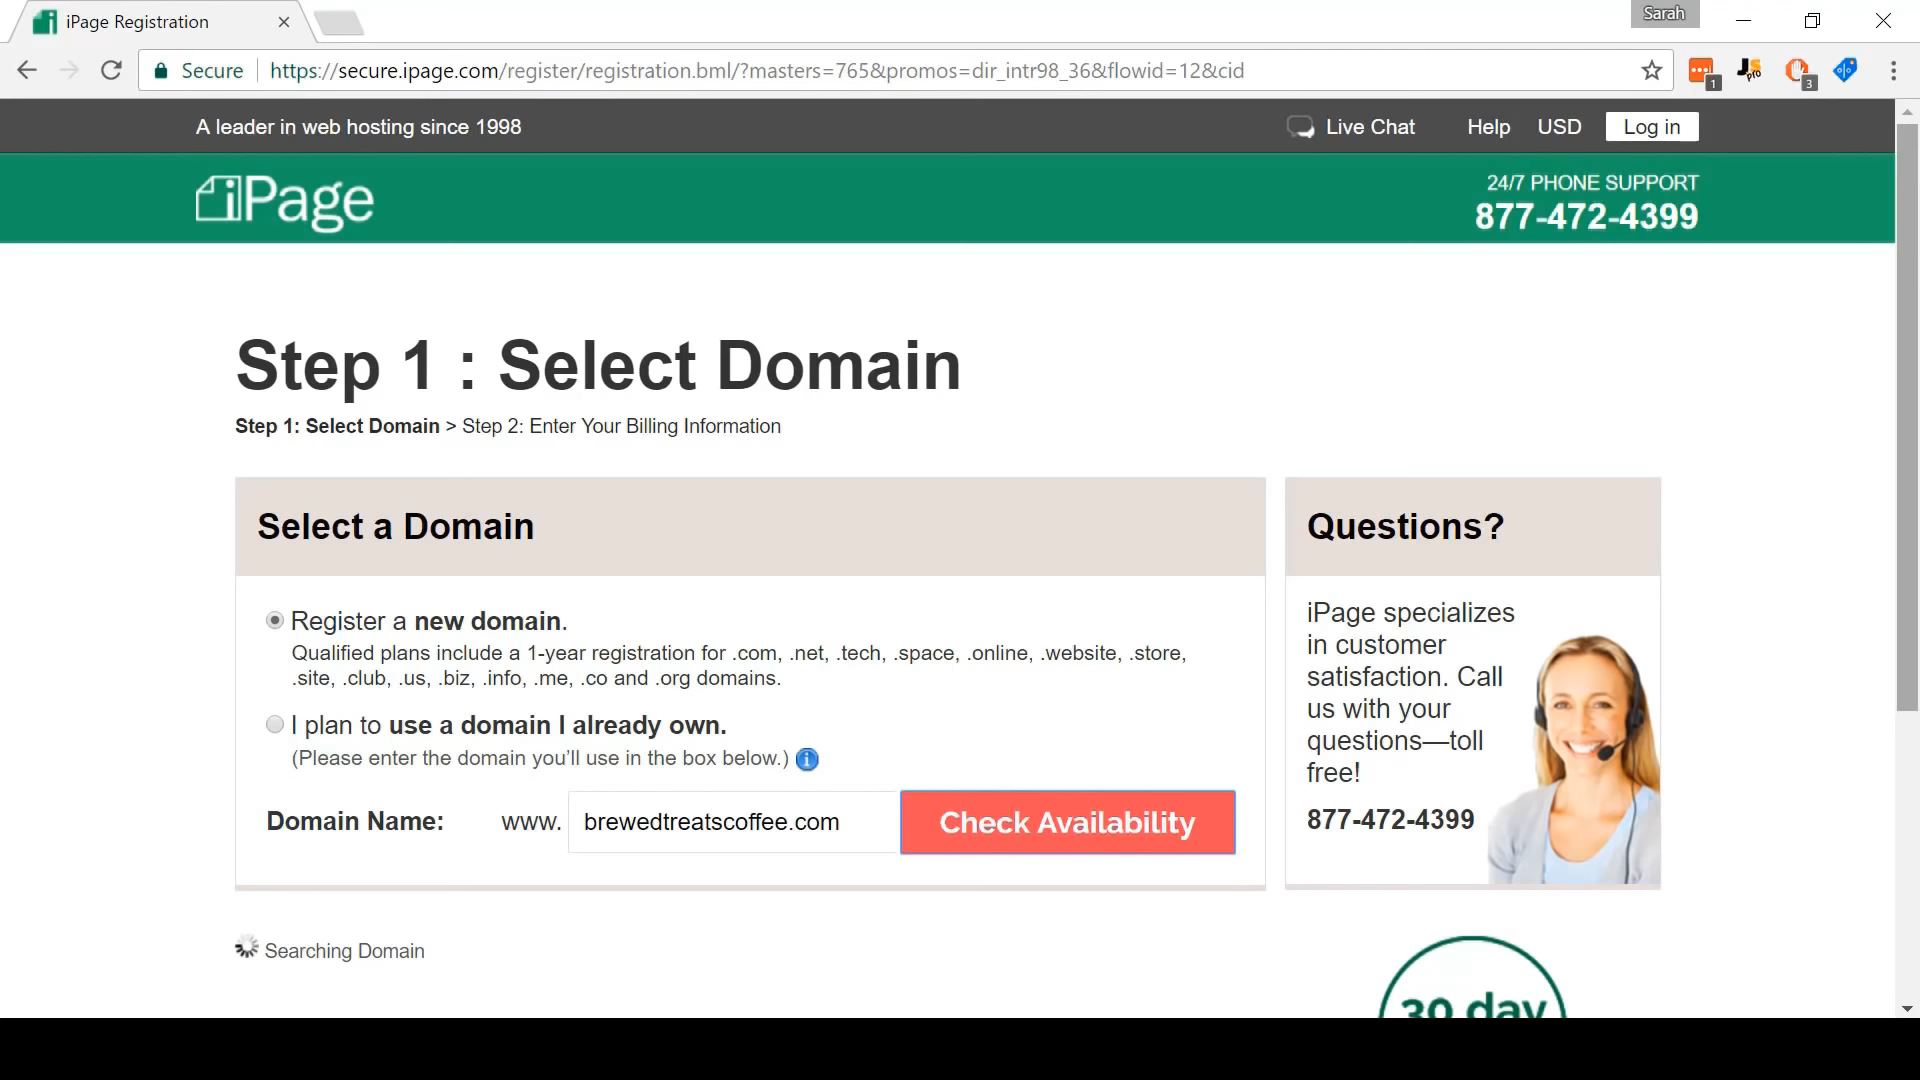 iPage Registration
Sarah
Secure
https://secure.ipage.com/register/registration.bml/?masters=765&promos=dir_intr98_36&flowid=12&cid
1
JS pro
3
A leader in web hosting since 1998
Live Chat
Help
USD
Log in
iPage
24/7 PHONE SUPPORT
877-472-4399
Step 1 : Select Domain
Step 1: Select Domain > Step 2: Enter Your Billing Information
Select a Domain
Register a new domain.
Qualified plans include a 1-year registration for .com, .net, .tech, .space, .online, .website, .store,
.site, .club, .us, .biz, .info, .me, .co and .org domains.
I plan to use a domain I already own.
(Please enter the domain you’ll use in the box below.)
Domain Name:
www.
brewedtreatscoffee.com
Check Availability
Searching Domain
Questions?
iPage specializes
in customer
satisfaction. Call
us with your
questions—toll
free!
877-472-4399
30 day